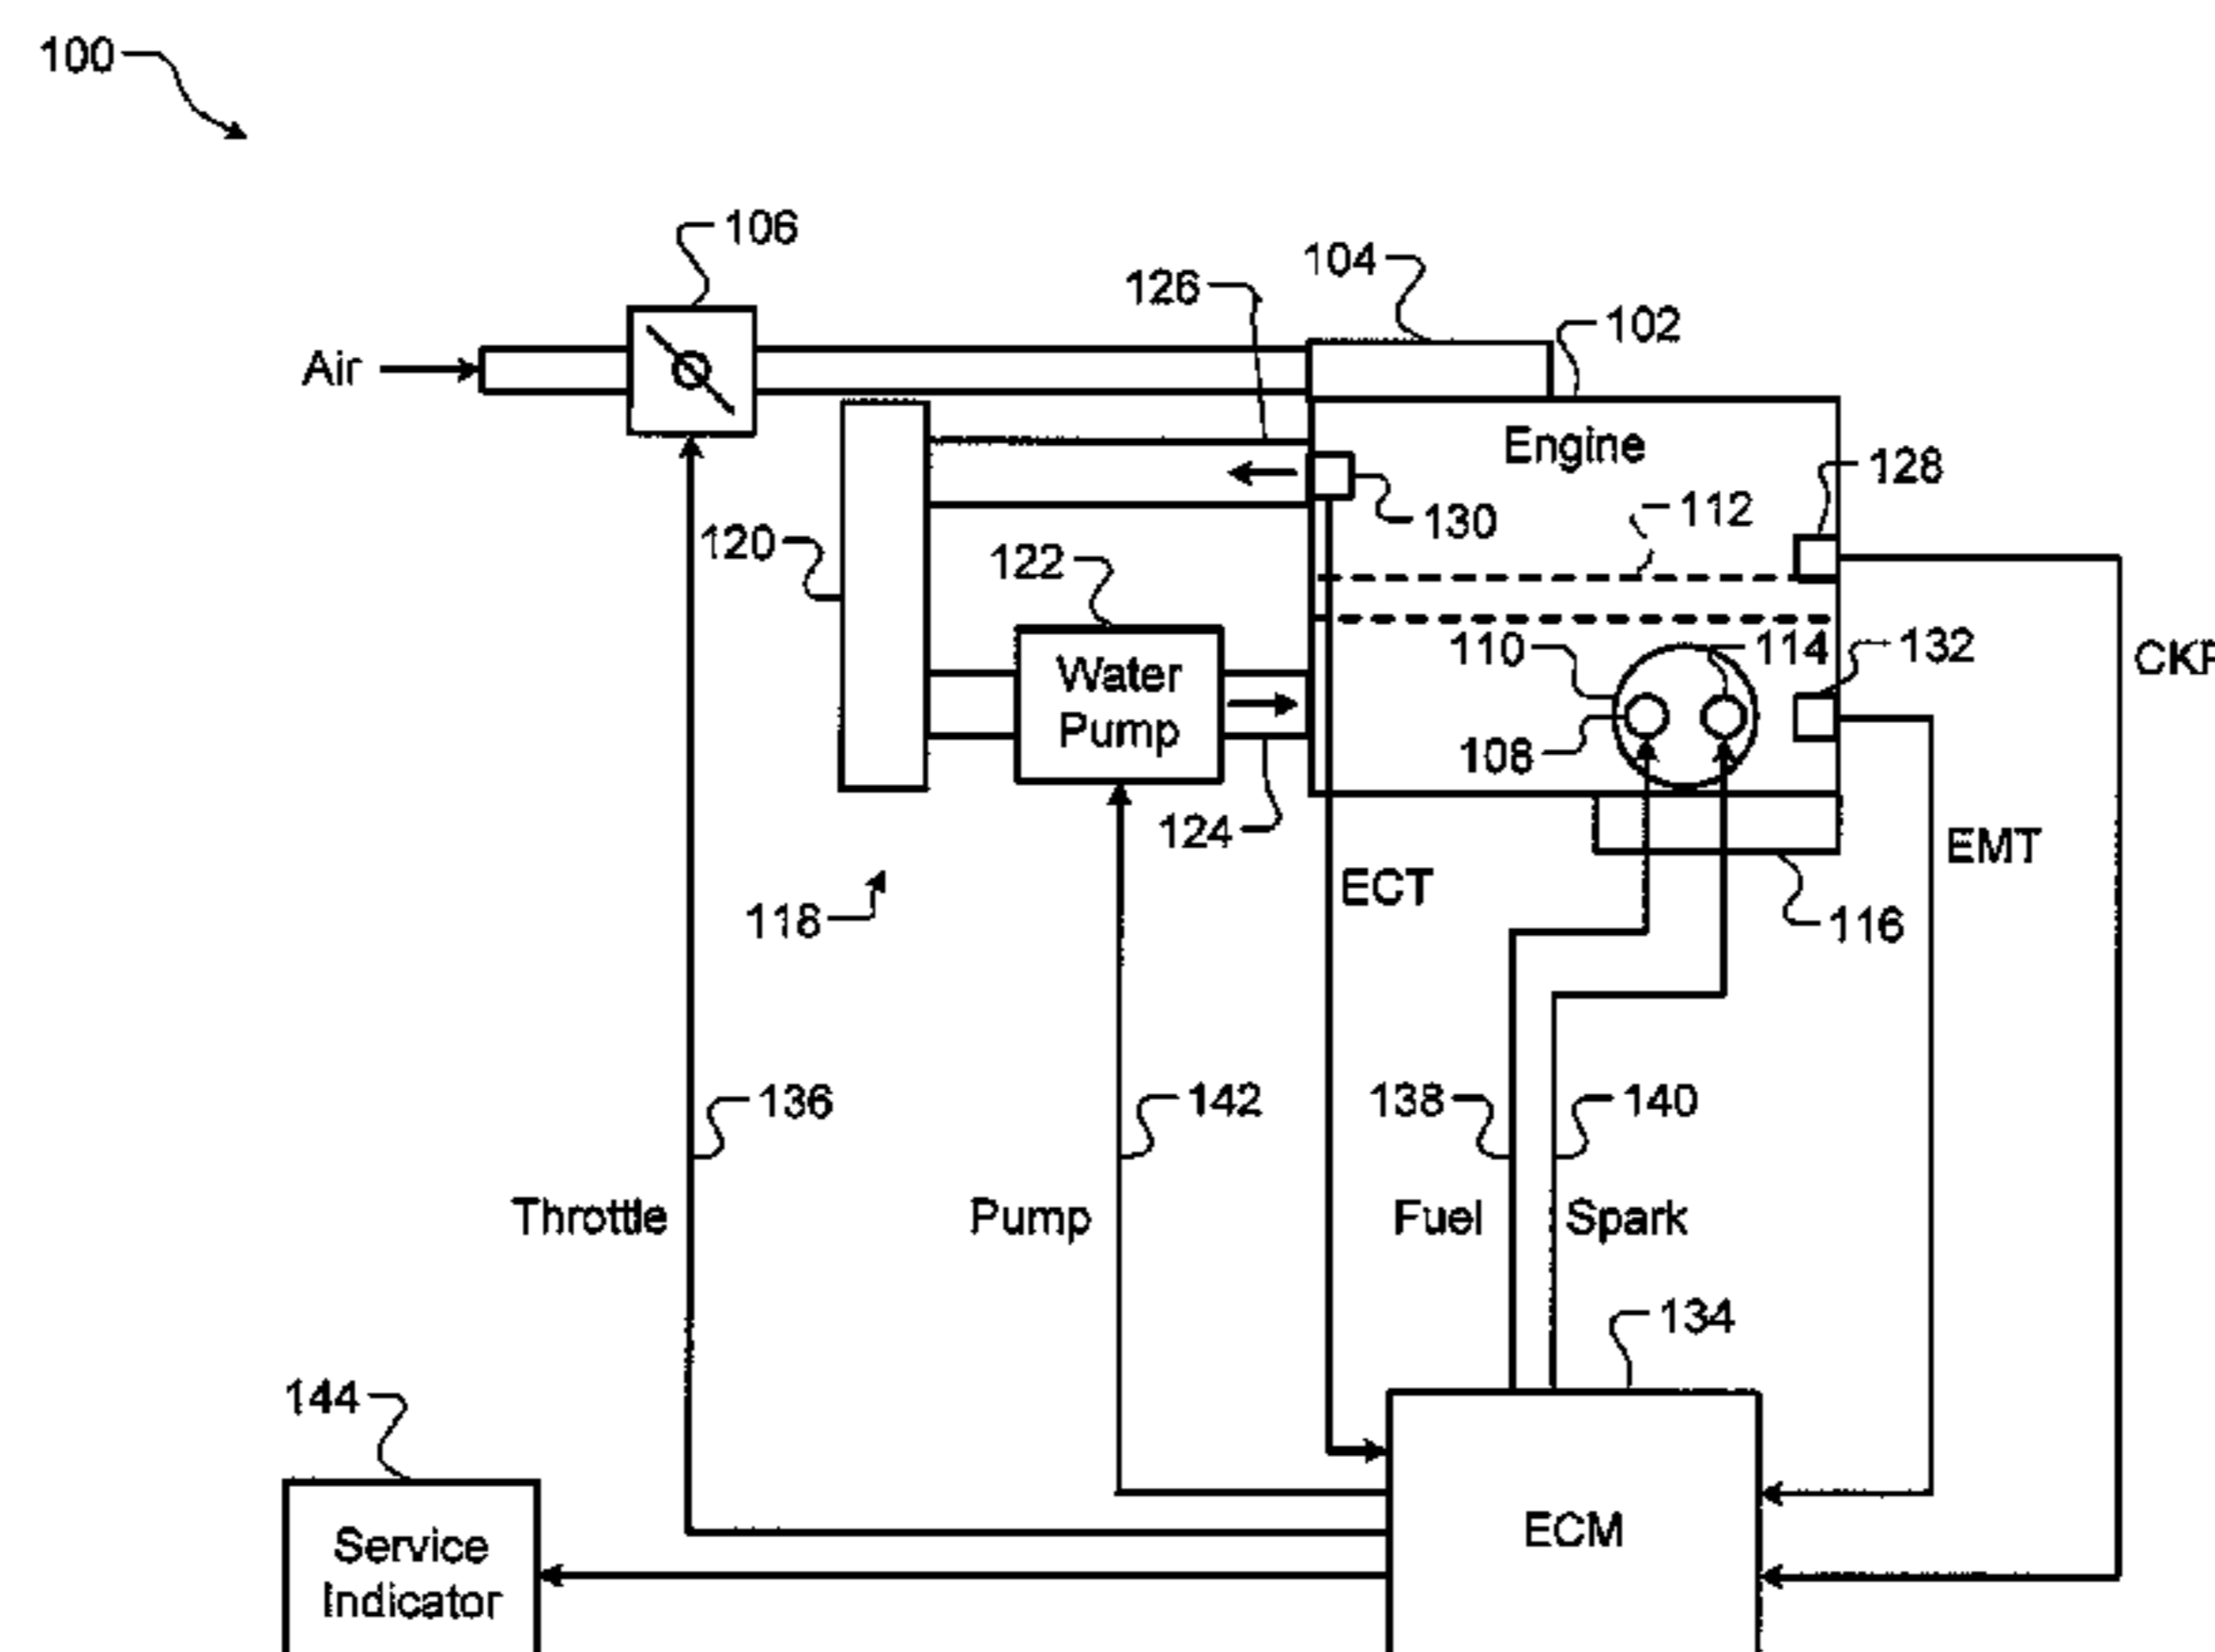 100
106
104
126
102
Air
Engine
128
112
130
120
122
110
114
132
CKP
Water
Pump
108
124
EMT
ECT
118
116
136
142
138
140
Throttle
Pump
Fuel
Spark
134
144
ECM
Service
Indicator